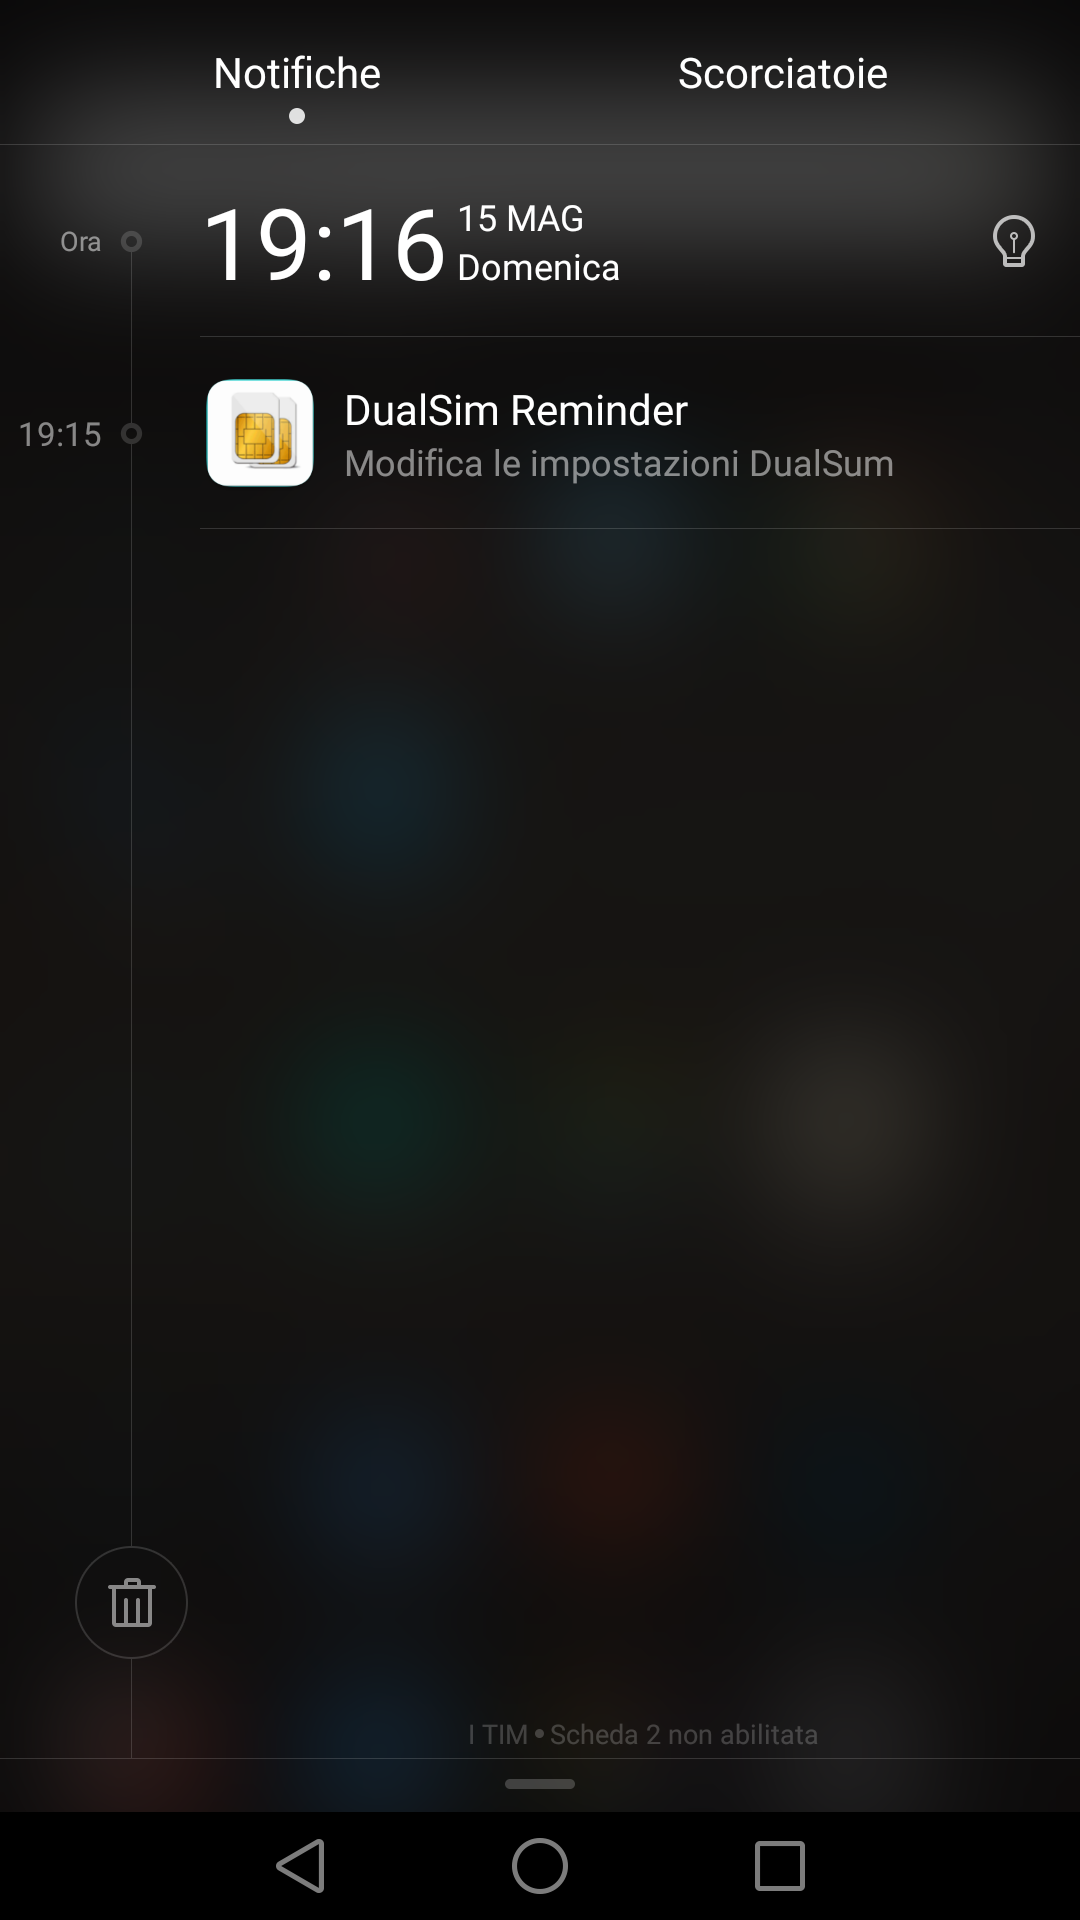 Notifiche
Scorciatoie
Ora
19:16
15 MAG
Domenica
19:15
DualSim Reminder
Modifica le impostazioni DualSum
I TIM • Scheda 2 non abilitata